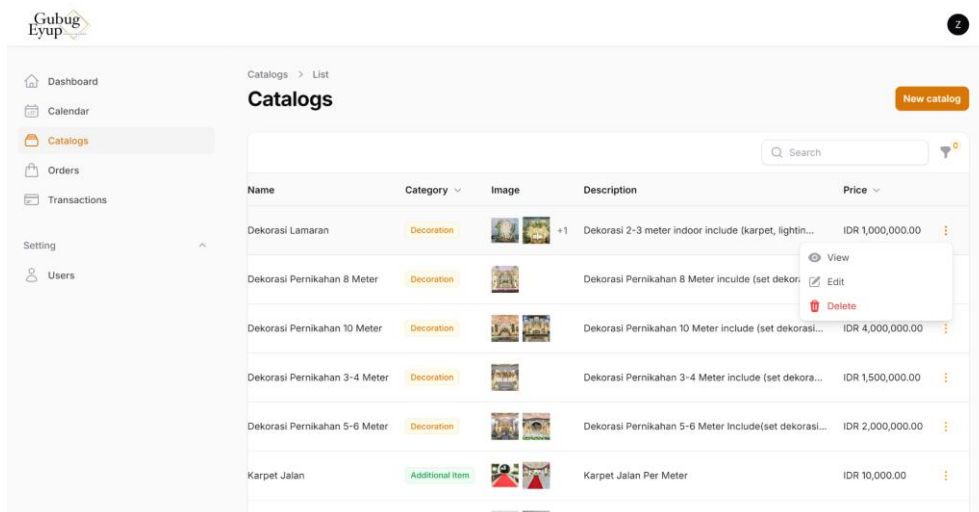 Gubug
Eyup
Z
Dashboard
Calendar
Catalogs
Orders
Transactions
Setting
Users
Catalogs > List
Catalogs
New catalog
Search
0
Name Category Image Description Price
Dekorasi Lamaran Decoration +1 Dekorasi 2-3 meter indoor include (karpet, lightin... IDR 1,000,000.00
View
Edit
Delete
Dekorasi Pernikahan 8 Meter Decoration Dekorasi Pernikahan 8 Meter inculde (set dekor
Dekorasi Pernikahan 10 Meter Decoration Dekorasi Pernikahan 10 Meter include (set dekorasi... IDR 4,000,000.00
Dekorasi Pernikahan 3-4 Meter Decoration Dekorasi Pernikahan 3-4 Meter include (set dekora... IDR 1,500,000.00
Dekorasi Pernikahan 5-6 Meter Decoration Dekorasi Pernikahan 5-6 Meter Include(set dekorasi... IDR 2,000,000.00
Karpet Jalan Additional Item Karpet Jalan Per Meter IDR 10,000.00